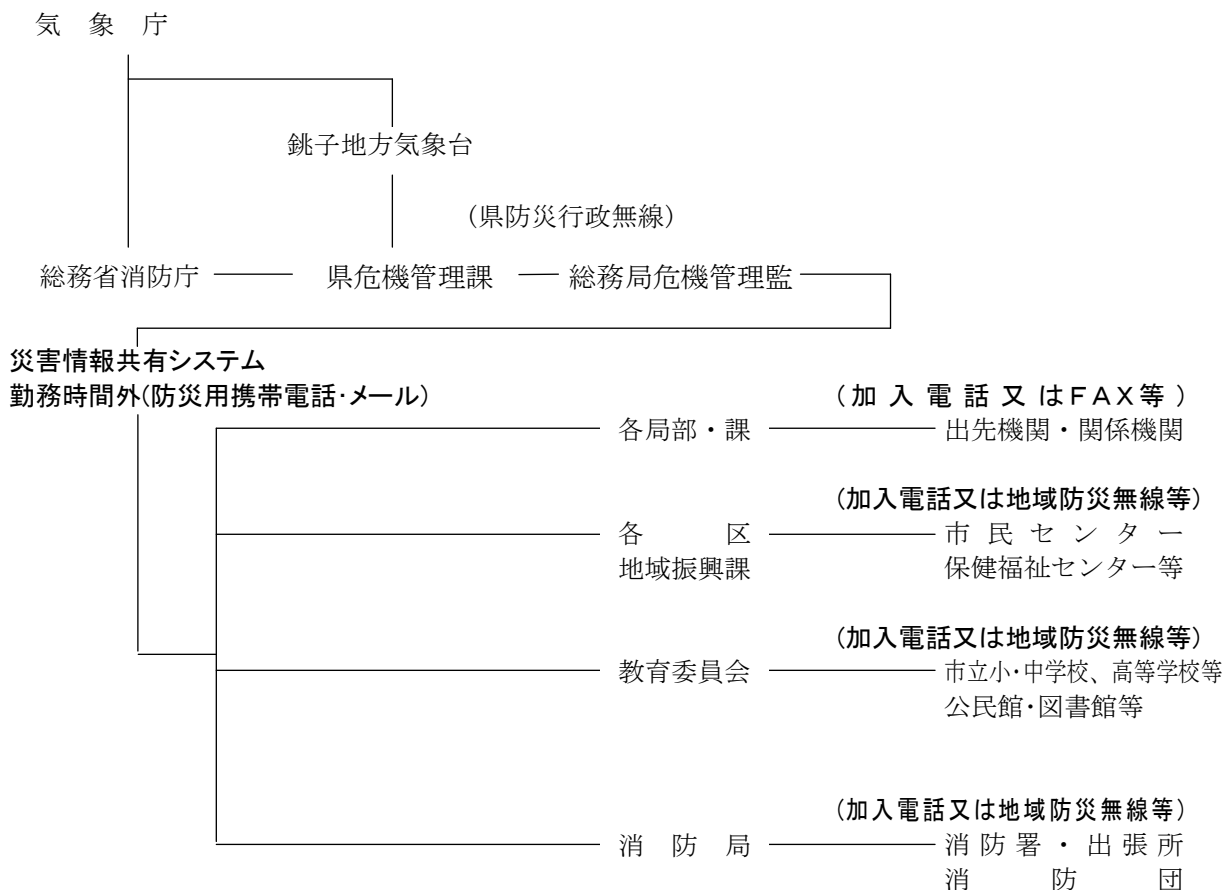 気象庁
銚子地方気象台
(県防災行政無線)
総務省消防庁 県危機管理課 総務局危機管理監
災害情報共有システム
勤務時間外(防災用携帯電話・メール) (加入電話又はFAX等)
各局部・課 出先機関・関係機関
(加入電話又は地域防災無線等)
各区 市民センター
地域振興課 保健福祉センター等
(加入電話又は地域防災無線等)
教育委員会 市立小・中学校、高等学校等
公民館・図書館等
(加入電話又は地域防災無線等)
消防局 消防署・出張所
消防団